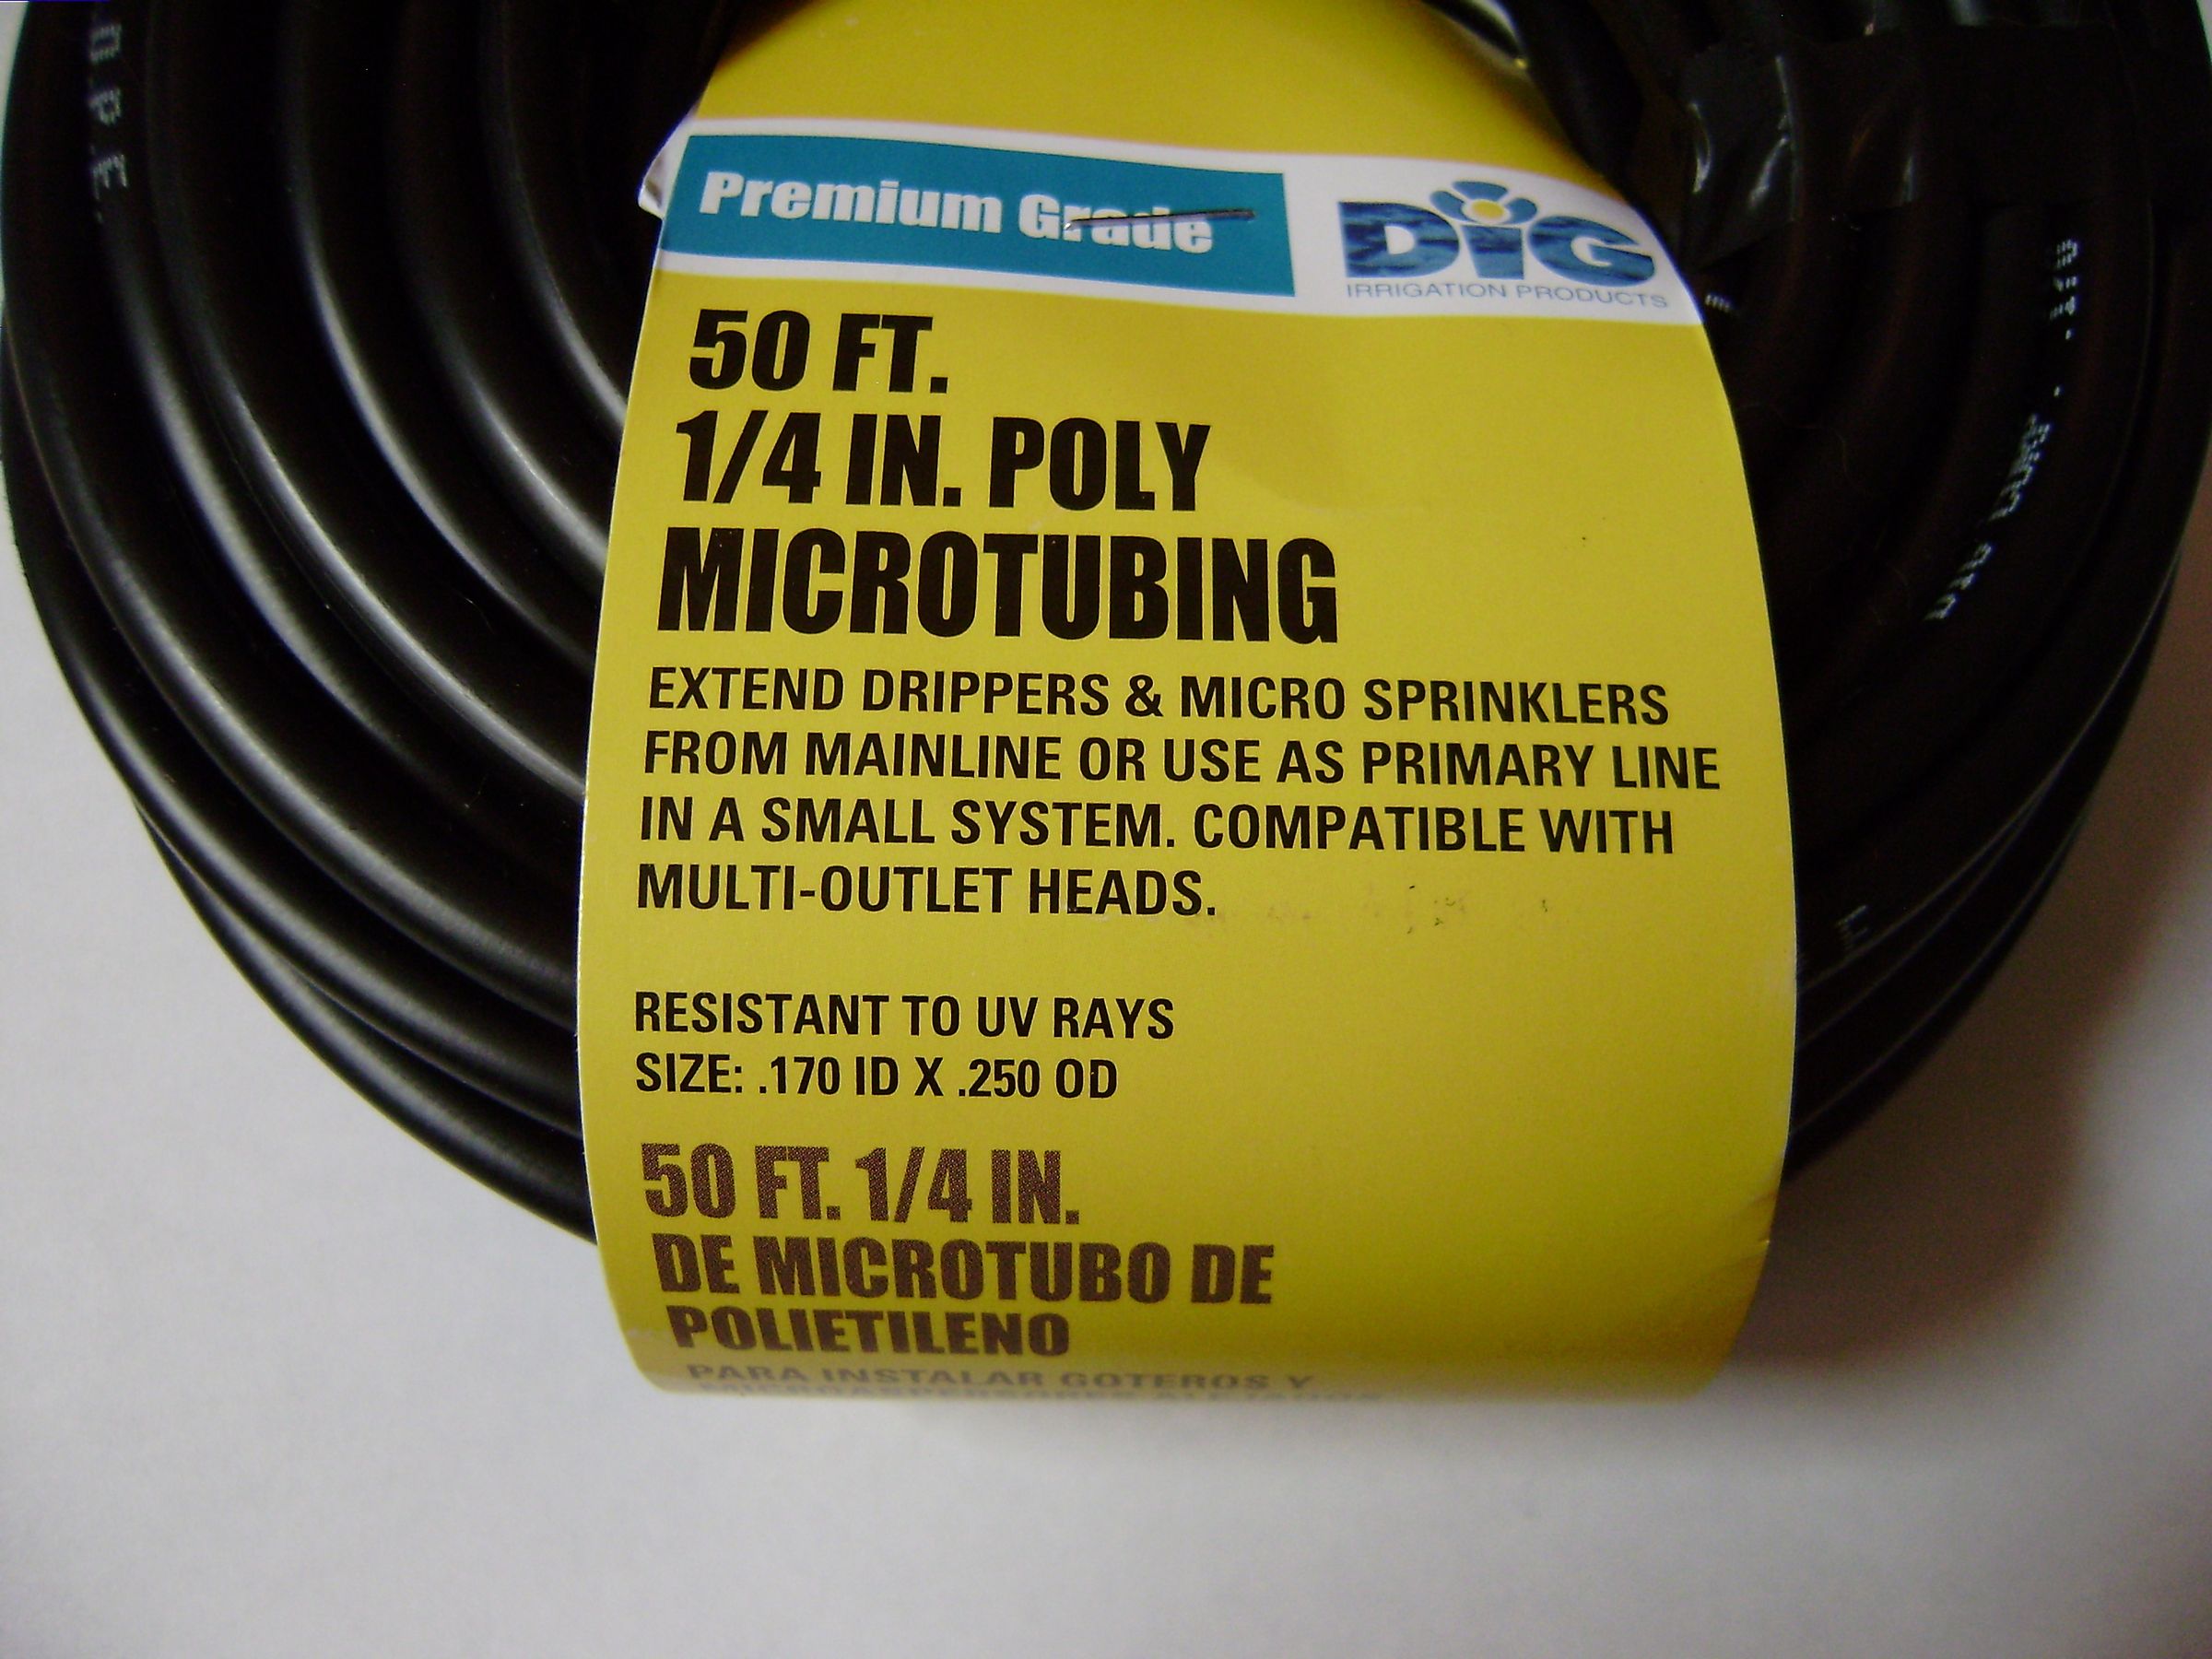 Premium Grade
DIG
IRRIGATION PRODUCTS
50 FT.
1/4 IN. POLY
MICROTUBING
EXTEND DRIPPERS & MICRO SPRINKLERS
FROM MAINLINE OR USE AS PRIMARY LINE
IN A SMALL SYSTEM. COMPATIBLE WITH
MULTI-OUTLET HEADS.
RESISTANT TO UV RAYS
SIZE: .170 ID X .250 OD
50 FT. 1/4 IN.
DE MICROTUBO DE
POLIETILENO
PARA INSTALAR GOTEROS Y